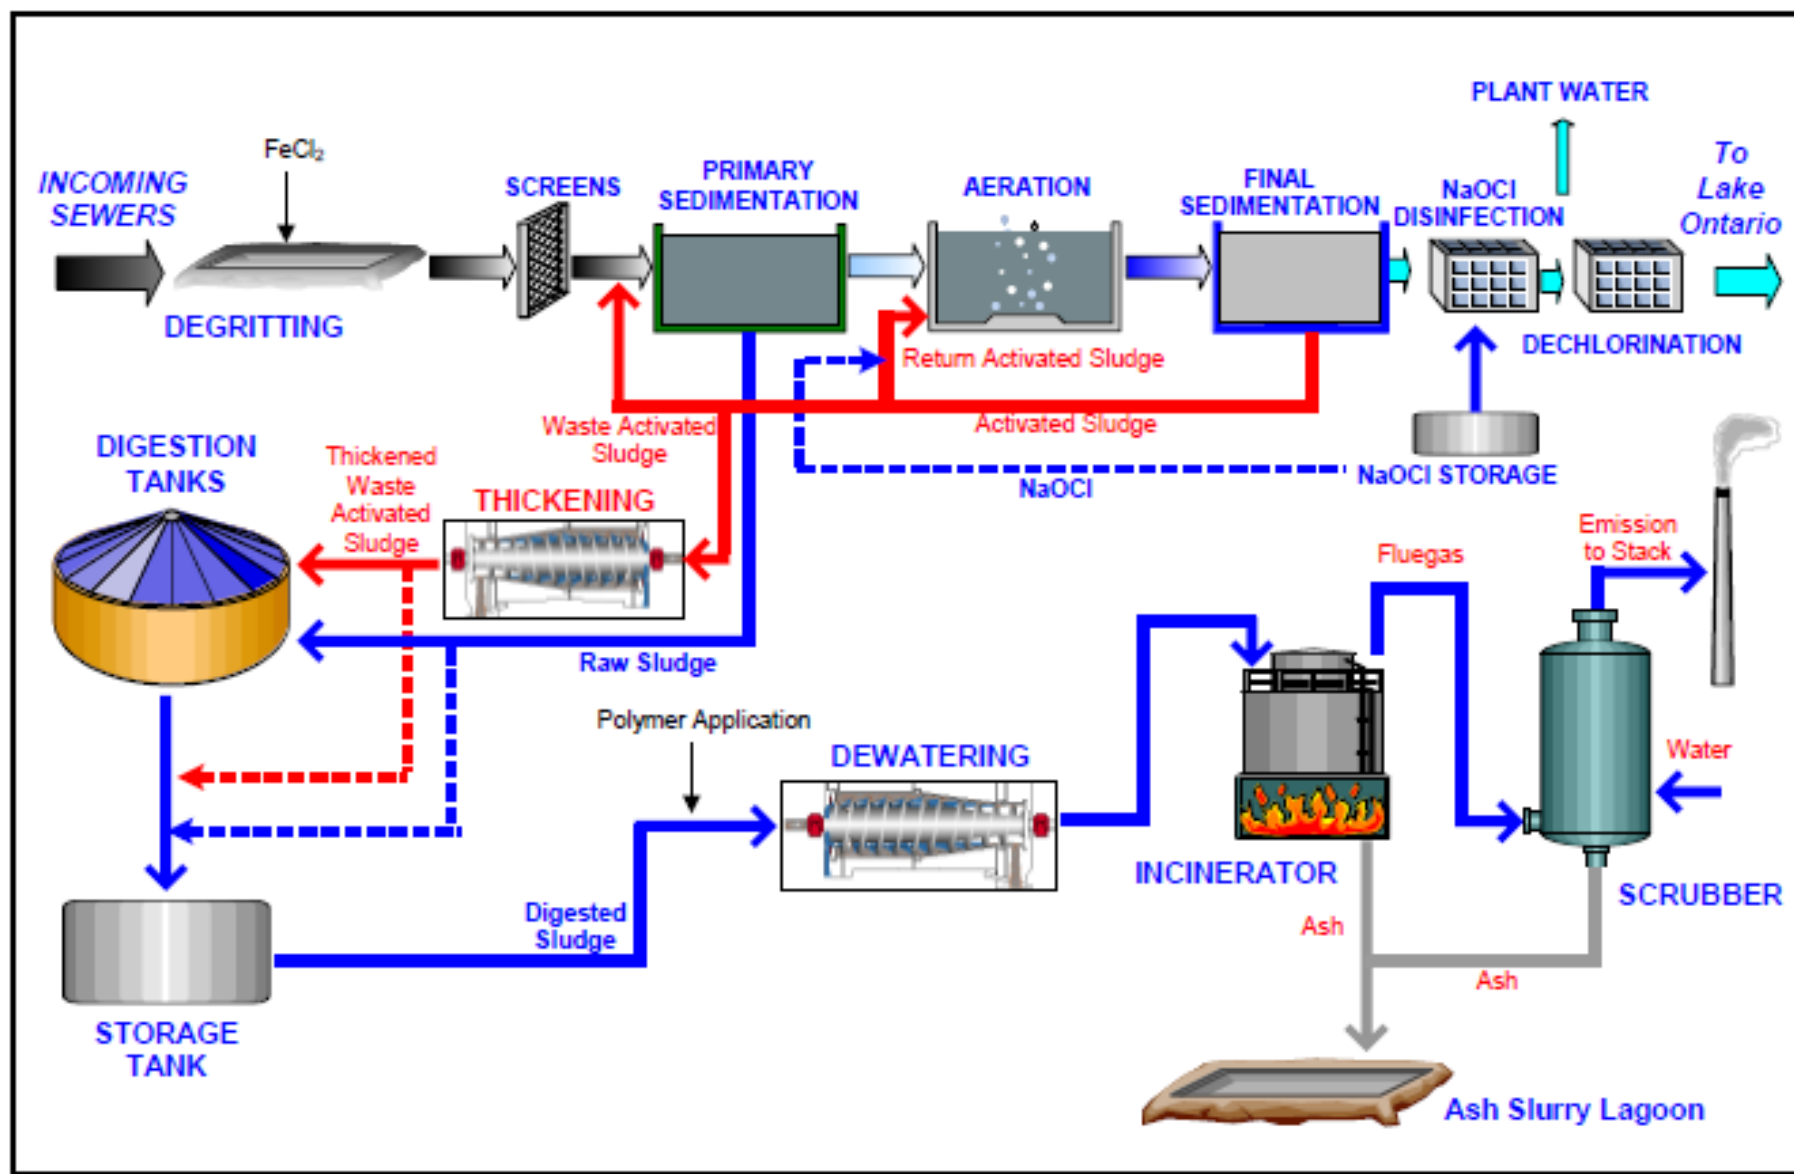 PLANT WATER
FeCl₂
INCOMING
SEWERS
SCREENS
PRIMARY
SEDIMENTATION
AERATION
FINAL
SEDIMENTATION
NaOCl
DISINFECTION
To
Lake
Ontario
DEGRITTING
DECHLORINATION
Return Activated Sludge
Waste Activated
Sludge
Activated Sludge
NaOCl
NaOCl STORAGE
DIGESTION
TANKS
Thickened
Waste
Activated
Sludge
THICKENING
Raw Sludge
Emission
to Stack
Fluegas
Polymer Application
DEWATERING
Water
INCINERATOR
SCRUBBER
Digested
Sludge
Ash
Ash
STORAGE
TANK
Ash Slurry Lagoon